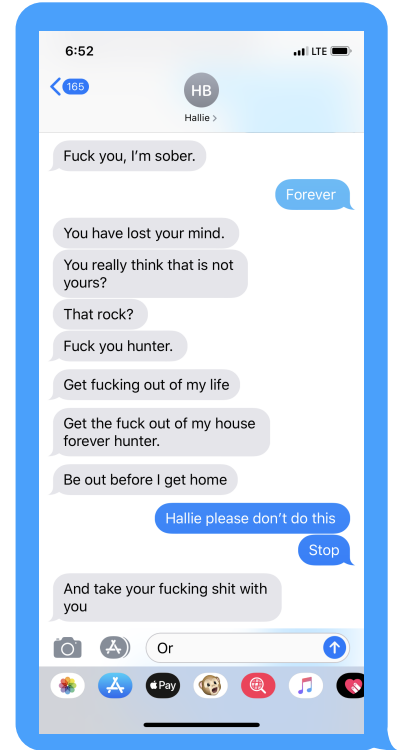 6:52
LTE
165
HB
Hallie >
Fuck you, I’m sober.
Forever
You have lost your mind.
You really think that is not
yours?
That rock?
Fuck you hunter.
Get fucking out of my life
Get the fuck out of my house
forever hunter.
Be out before I get home
Hallie please don’t do this
Stop
And take your fucking shit with
you
Or
Pay